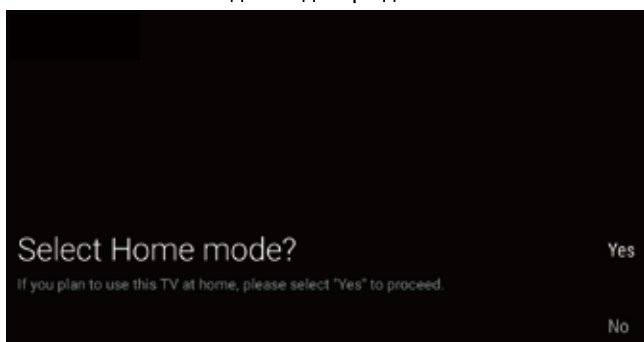 Select Home mode?
Yes
If you plan to use this TV at home, please select "Yes" to proceed.
No